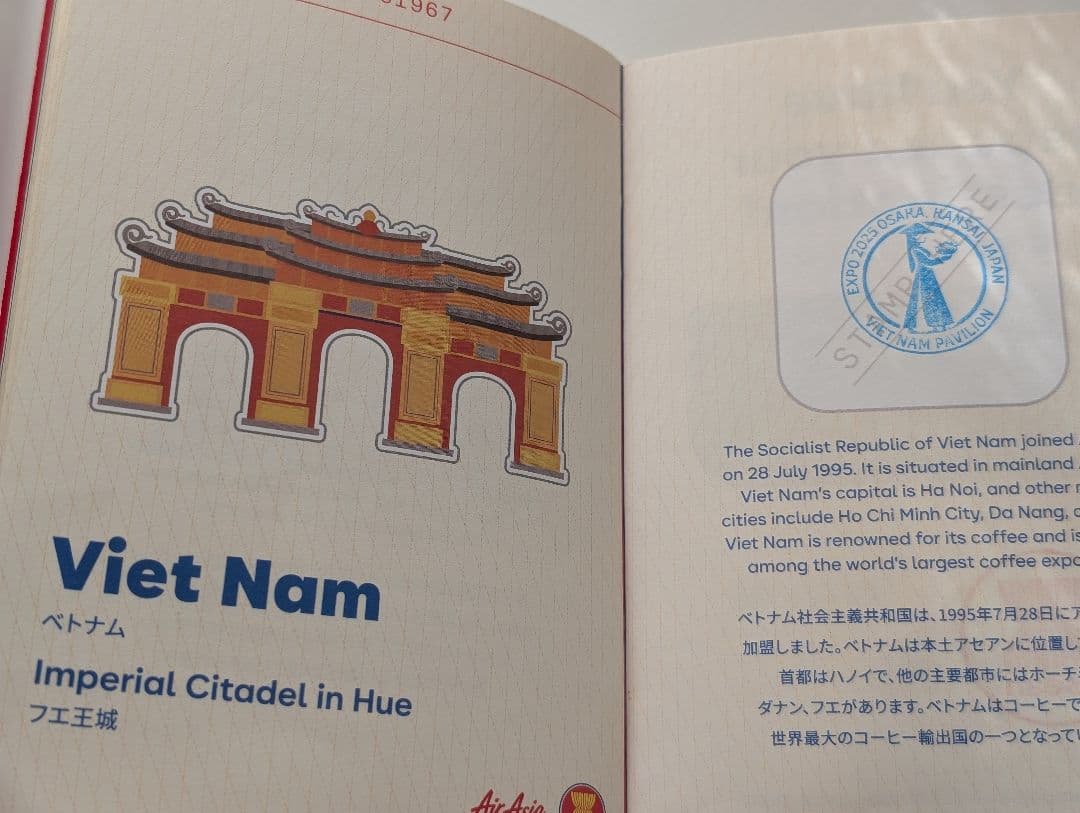 1967
Viet Nam
ベトナム
Imperial Citadel in Hue
フエ王城
AirAsia
STAMP HERE
EXPO 2025 OSAKA, KANSAI, JAPAN
VIET NAM PAVILION
The Socialist Republic of Viet Nam joined
on 28 July 1995. It is situated in mainland
Viet Nam's capital is Ha Noi, and other
cities include Ho Chi Minh City, Da Nang,
Viet Nam is renowned for its coffee and is
among the world's largest coffee
ベトナム社会主義共和国は、1995年7月28日にア
加盟しました。ベトナムは本土アセアンに位置し
首都はハノイで、他の主要都市にはホーチ
ダナン、フエがあります。ベトナムはコーヒーで
世界最大のコーヒー輸出国の一つとなって